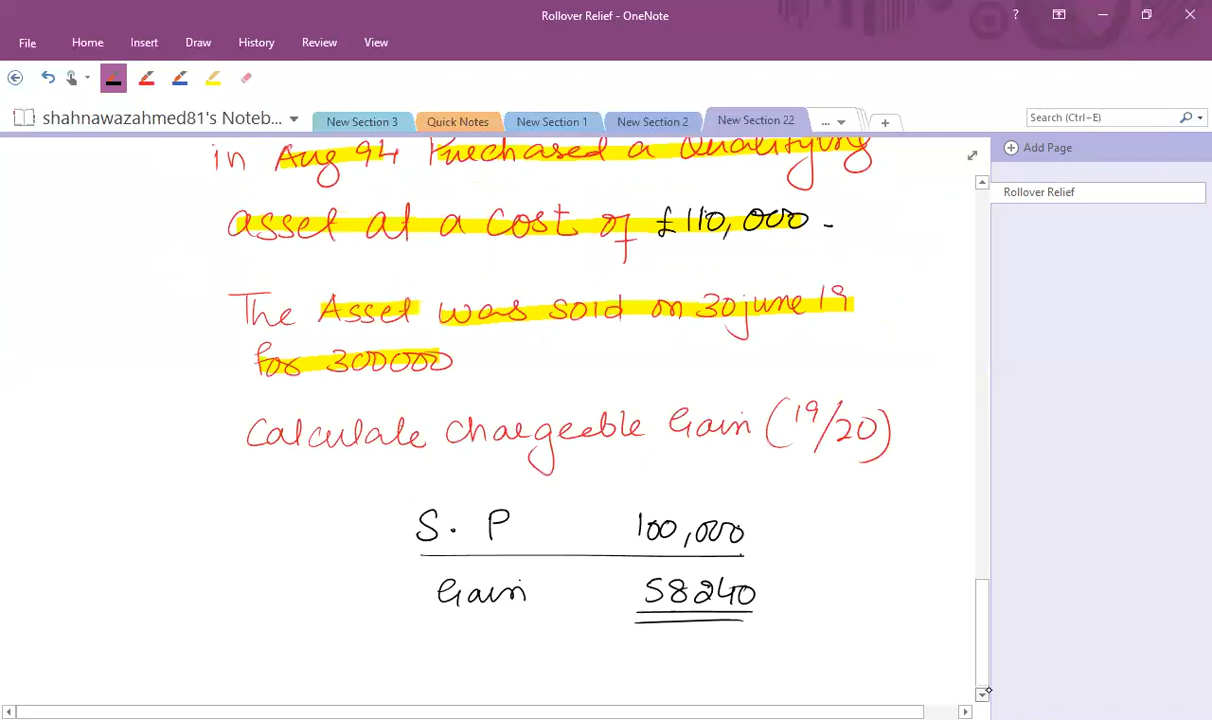 Rollover Relief - OneNote
?
File Home Insert Draw History Review View
shahnawazahmed81's Noteb... New Section 3 Quick Notes New Section 1 New Section 2 New Section 22 ... Search (Ctrl+E)
Add Page
Rollover Relief
in Aug 94 Purchased a Qualifying
asset at a cost of £110,000 -
The Asset was sold on 30 june 19
for 300000
Calculate Chargeeble Gain (19/20)
S. P 100,000
Gain 58240